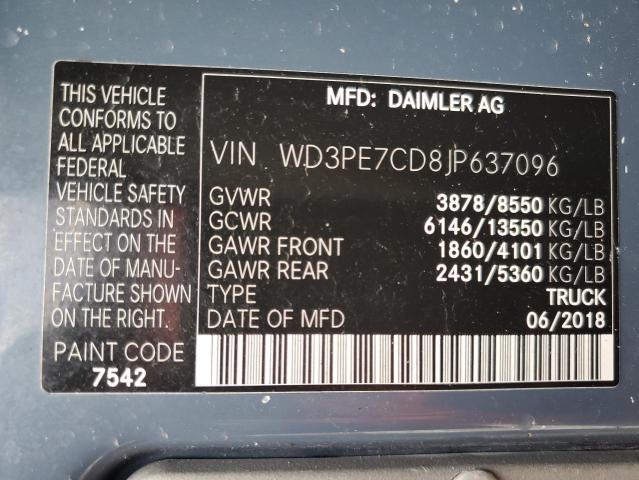 THIS VEHICLE
CONFORMS TO
ALL APPLICABLE
FEDERAL
VEHICLE SAFETY
STANDARDS IN
EFFECT ON THE
DATE OF MANU-
FACTURE SHOWN
ON THE RIGHT.
PAINT CODE
7542
MFD: DAIMLER AG
VIN WD3PE7CD8JP637096
GVWR 3878/8550 KG/LB
GCWR 6146/13550 KG/LB
GAWR FRONT 1860/4101 KG/LB
GAWR REAR 2431/5360 KG/LB
TYPE TRUCK
DATE OF MFD 06/2018